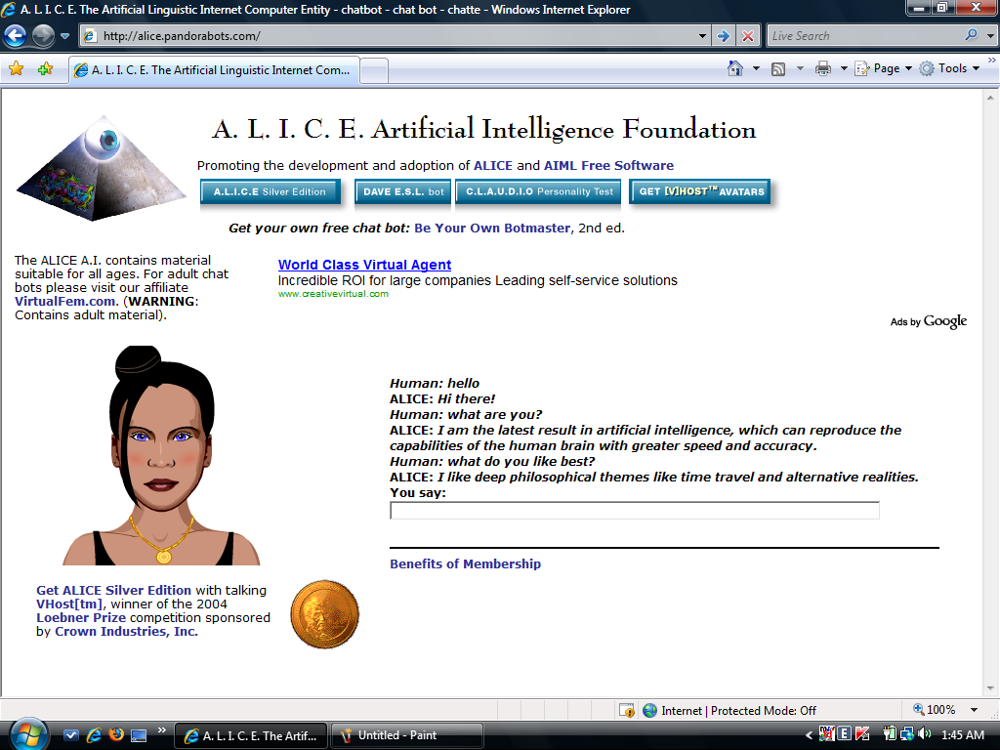 A. L. I. C. E. The Artificial Linguistic Internet Computer Entity - chatbot - chat bot - chatte - Windows Internet Explorer
http://alice.pandorabots.com/
Live Search
A. L. I. C. E. The Artificial Linguistic Internet Com...
Page
Tools
A. L. I. C. E. Artificial Intelligence Foundation
Promoting the development and adoption of ALICE and AIML Free Software
A.L.I.C.E Silver Edition
DAVE E.S.L. bot
C.L.A.U.D.I.O Personality Test
GET [V]HOST™ AVATARS
Get your own free chat bot: Be Your Own Botmaster, 2nd ed.
The ALICE A.I. contains material
suitable for all ages. For adult chat
bots please visit our affiliate
VirtualFem.com. (WARNING:
Contains adult material).
World Class Virtual Agent
Incredible ROI for large companies Leading self-service solutions
www.creativevirtual.com
Ads by Google
Human: hello
ALICE: Hi there!
Human: what are you?
ALICE: I am the latest result in artificial intelligence, which can reproduce the
capabilities of the human brain with greater speed and accuracy.
Human: what do you like best?
ALICE: I like deep philosophical themes like time travel and alternative realities.
You say:
Benefits of Membership
Get ALICE Silver Edition with talking
VHost[tm], winner of the 2004
Loebner Prize competition sponsored
by Crown Industries, Inc.
Internet | Protected Mode: Off
100%
A. L. I. C. E. The Artif...
Untitled - Paint
1:45 AM